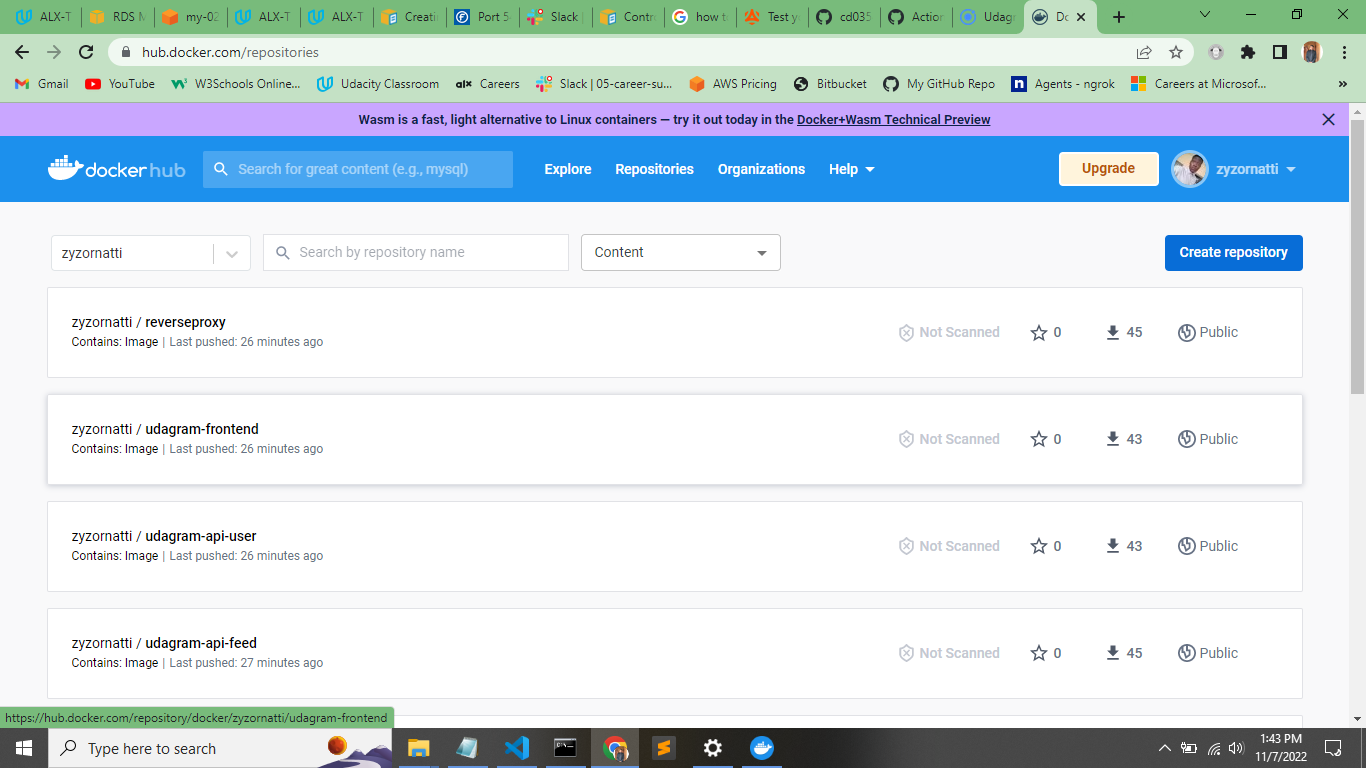 ALX-T
RDS M
my-02
ALX-T
ALX-T
Creatin
Port 5
Slack
Contr
how t
Test y
cd035
Action
Udag
Do
hub.docker.com/repositories
Gmail
YouTube
W3Schools Online...
Udacity Classroom
Careers
Slack | 05-career-su...
AWS Pricing
Bitbucket
My GitHub Repo
Agents - ngrok
Careers at Microsof...
Wasm is a fast, light alternative to Linux containers — try it out today in the Docker+Wasm Technical Preview
docker hub
Search for great content (e.g., mysql)
Explore
Repositories
Organizations
Help
Upgrade
zyzornatti
zyzornatti
Search by repository name
Content
Create repository
zyzornatti / reverseproxy
Contains: Image | Last pushed: 26 minutes ago
Not Scanned
0
45
Public
zyzornatti / udagram-frontend
Contains: Image | Last pushed: 26 minutes ago
Not Scanned
0
43
Public
zyzornatti / udagram-api-user
Contains: Image | Last pushed: 26 minutes ago
Not Scanned
0
43
Public
zyzornatti / udagram-api-feed
Contains: Image | Last pushed: 27 minutes ago
Not Scanned
0
45
Public
https://hub.docker.com/repository/docker/zyzornatti/udagram-frontend
Type here to search
1:43 PM
11/7/2022